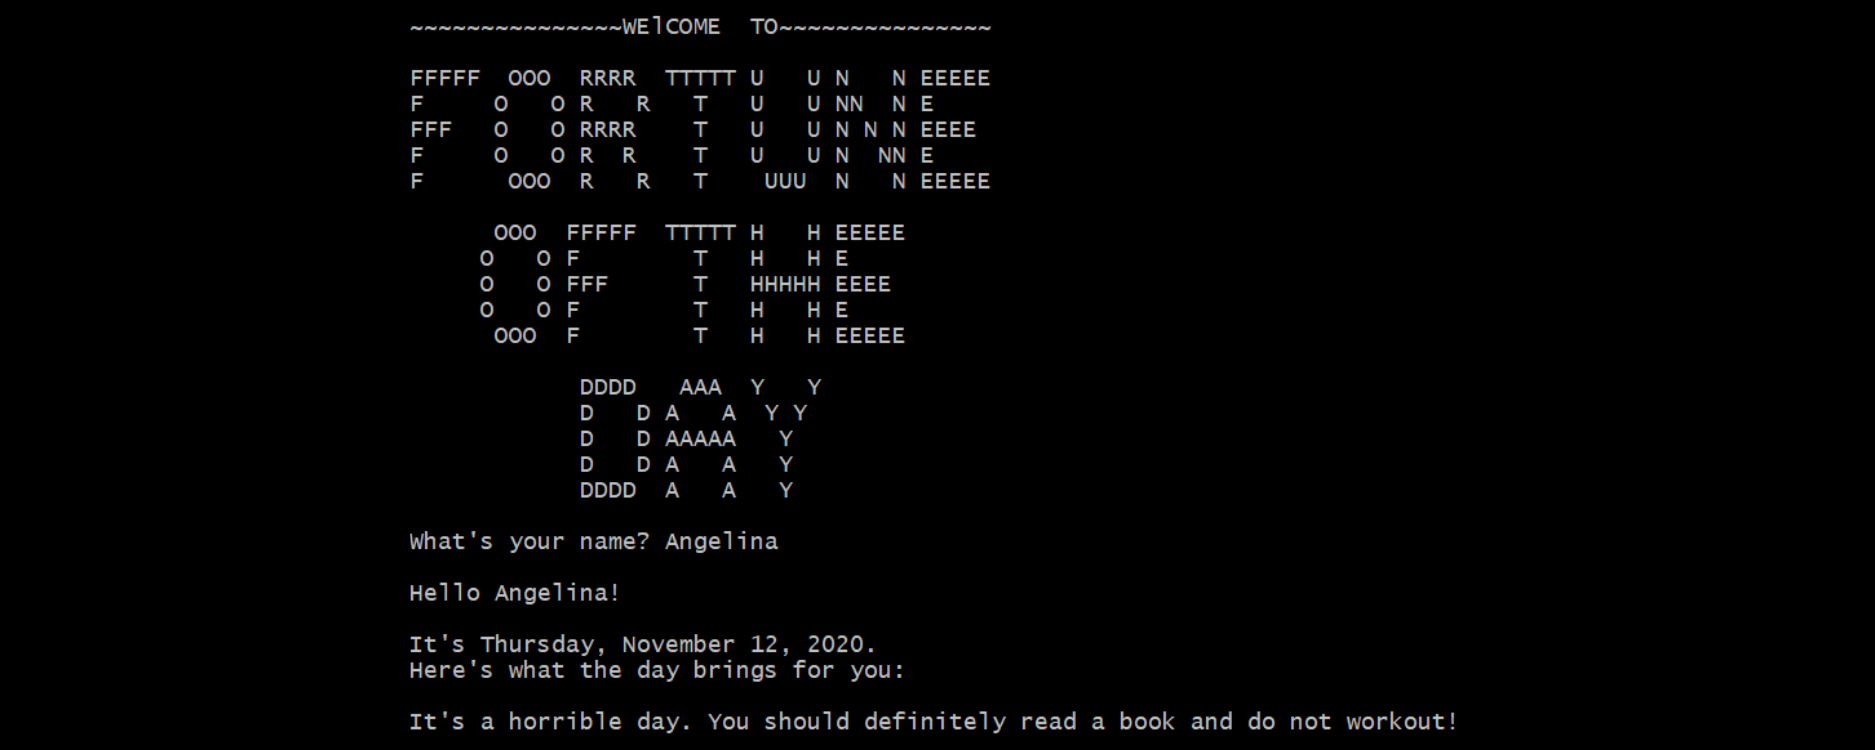 ~~~~~~~~~~~~~~~WElCOME  TO~~~~~~~~~~~~~~~

FFFFF  OOO  RRRR  TTTTT U   U N   N EEEEE
F     O   O R   R   T   U   U NN  N E
FFF   O   O RRRR    T   U   U N N N EEEE
F     O   O R  R    T   U   U N  NN E
F      OOO  R   R   T    UUU  N   N EEEEE

      OOO  FFFFF  TTTTT H   H EEEEE
     O   O F        T   H   H E
     O   O FFF      T   HHHHH EEEE
     O   O F        T   H   H E
      OOO  F        T   H   H EEEEE

            DDDD   AAA  Y   Y
            D   D A   A  Y Y
            D   D AAAAA   Y
            D   D A   A   Y
            DDDD  A   A   Y

What's your name? Angelina

Hello Angelina!

It's Thursday, November 12, 2020.
Here's what the day brings for you:

It's a horrible day. You should definitely read a book and do not workout!